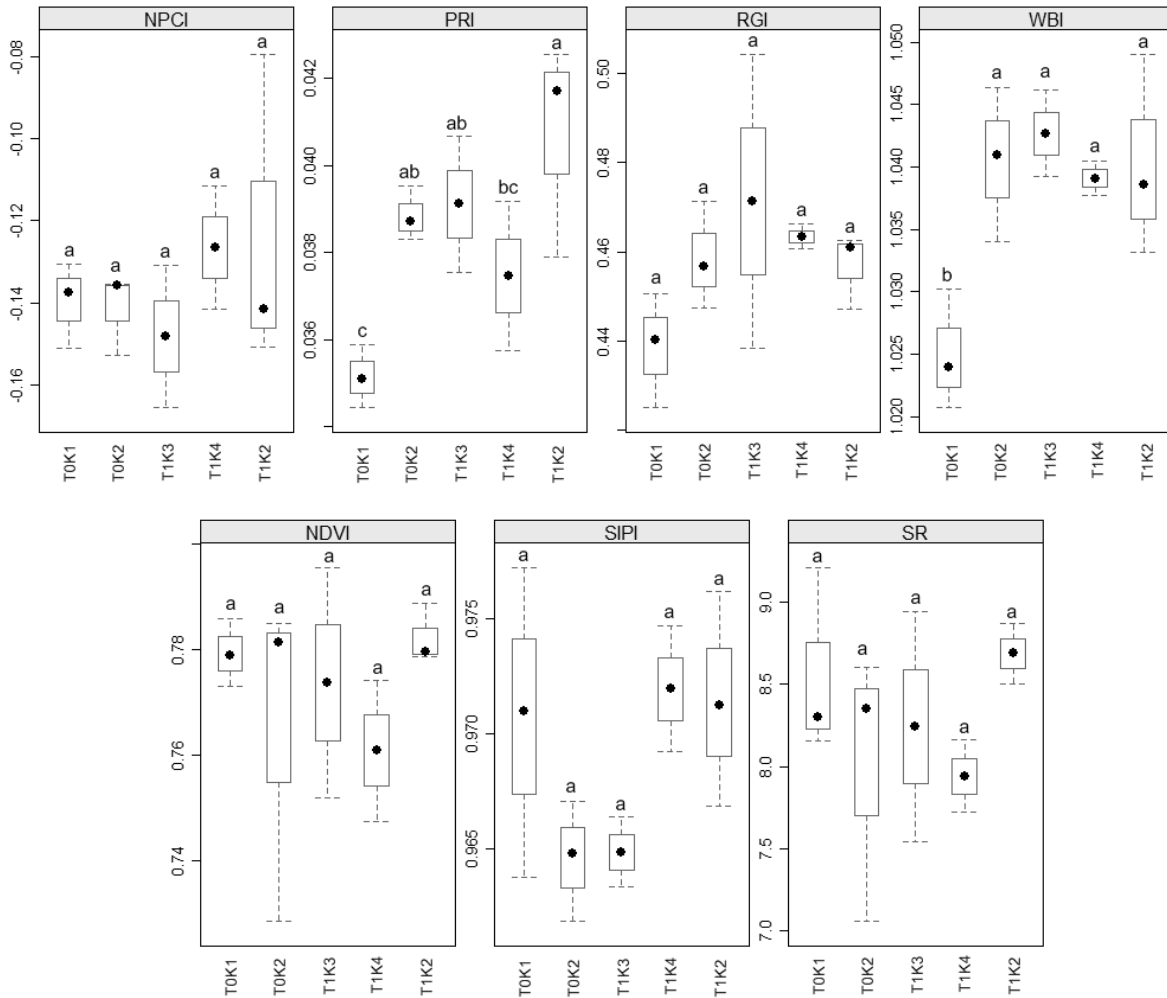 NPCI PRI RGI WBI
-0.08 -0.10 -0.12 -0.14 -0.16
a a a a a
T0K1 T0K2 T1K3 T1K4 T1K2
0.042 0.040 0.038 0.036
c ab ab bc a
T0K1 T0K2 T1K3 T1K4 T1K2
0.50 0.48 0.46 0.44
a a a a a
T0K1 T0K2 T1K3 T1K4 T1K2
1.050 1.045 1.040 1.035 1.030 1.025 1.020
b a a a a
T0K1 T0K2 T1K3 T1K4 T1K2
NDVI SIPI SR
0.78 0.76 0.74
a a a a a
T0K1 T0K2 T1K3 T1K4 T1K2
0.975 0.970 0.965
a a a a a
T0K1 T0K2 T1K3 T1K4 T1K2
9.0 8.5 8.0 7.5 7.0
a a a a a
T0K1 T0K2 T1K3 T1K4 T1K2